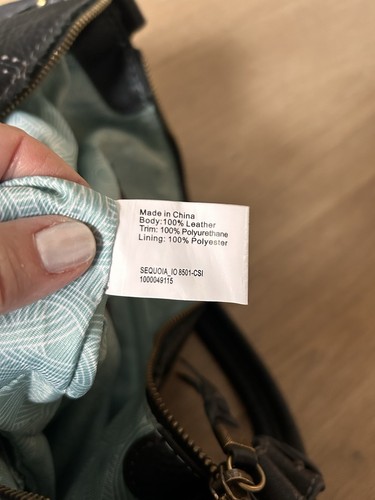 Made in China
Body:100% Leather
Trim: 100% Polyurethane
Lining: 100% Polyester
SEQUOIA_IO 8501-CSI
1000049115